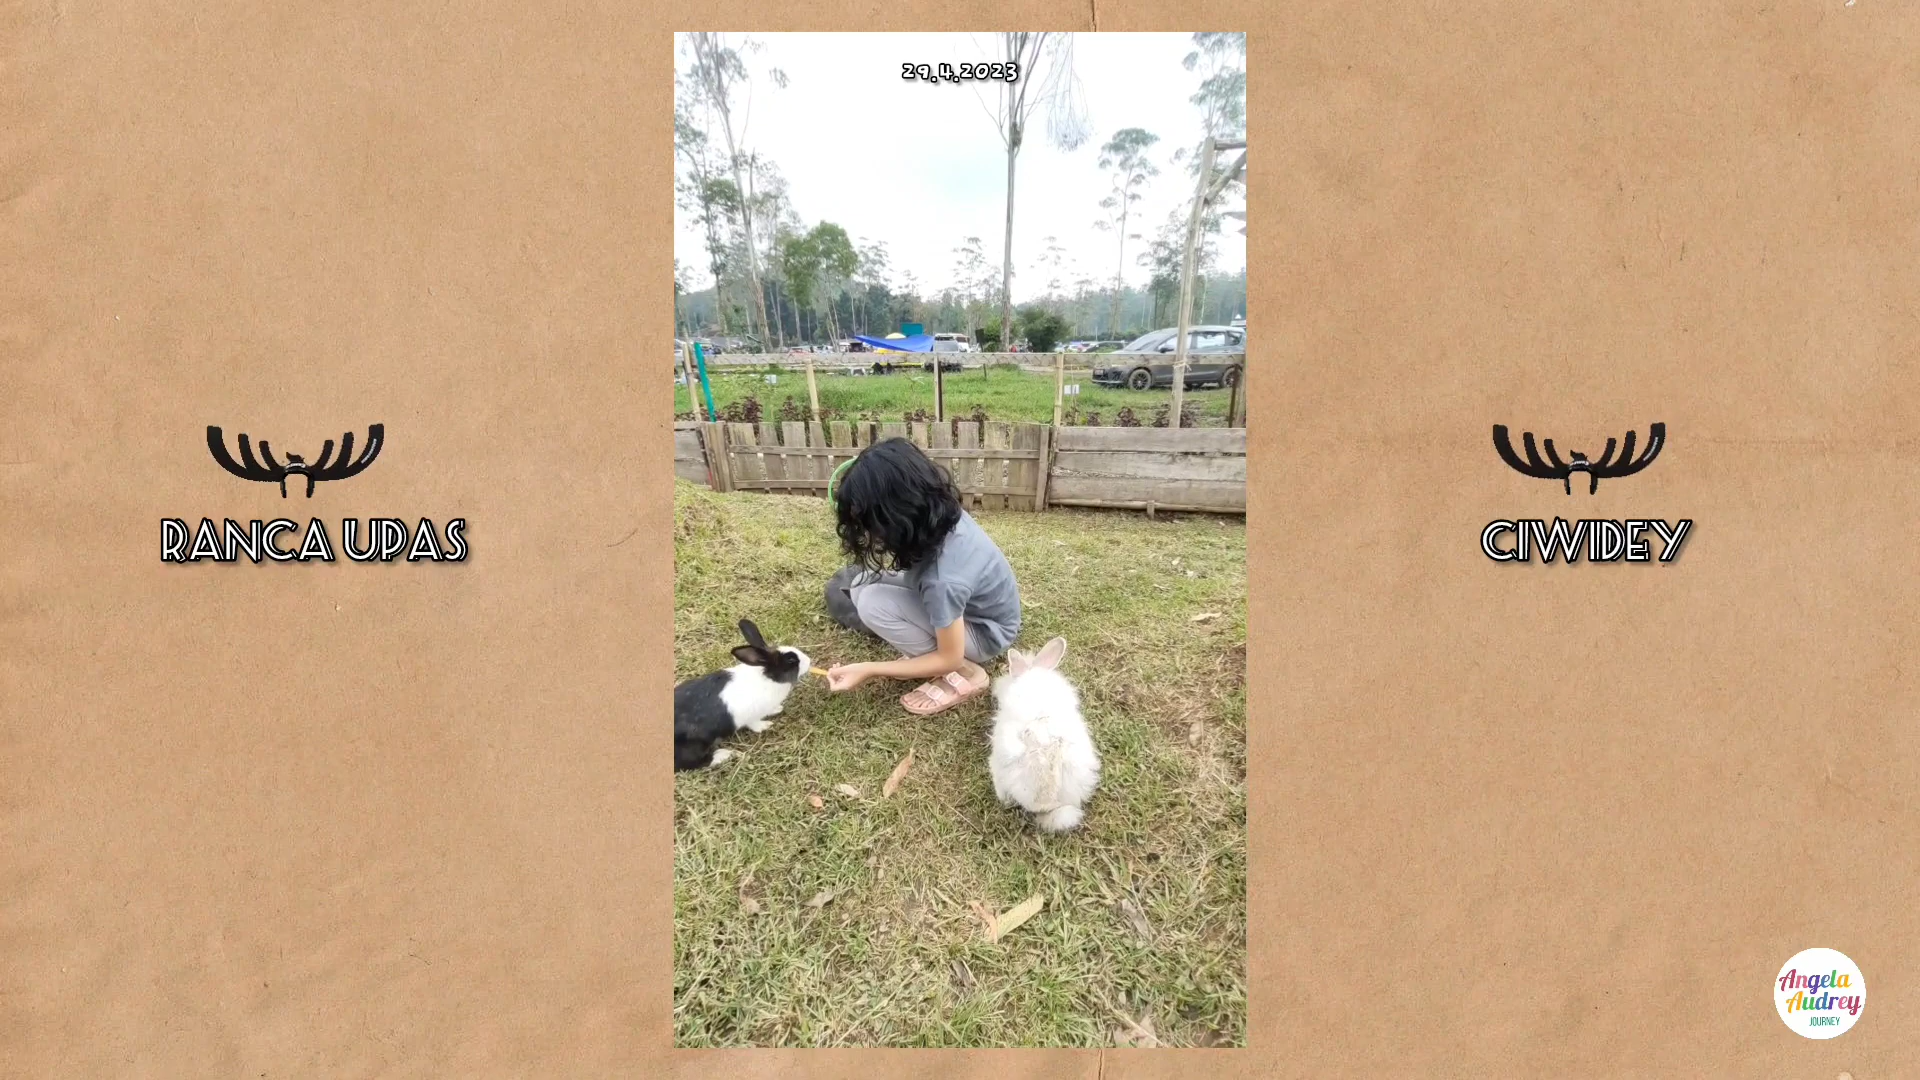 29.4.2023
RANCA UPAS
CIWIDEY
Angela
Audrey
JOURNEY